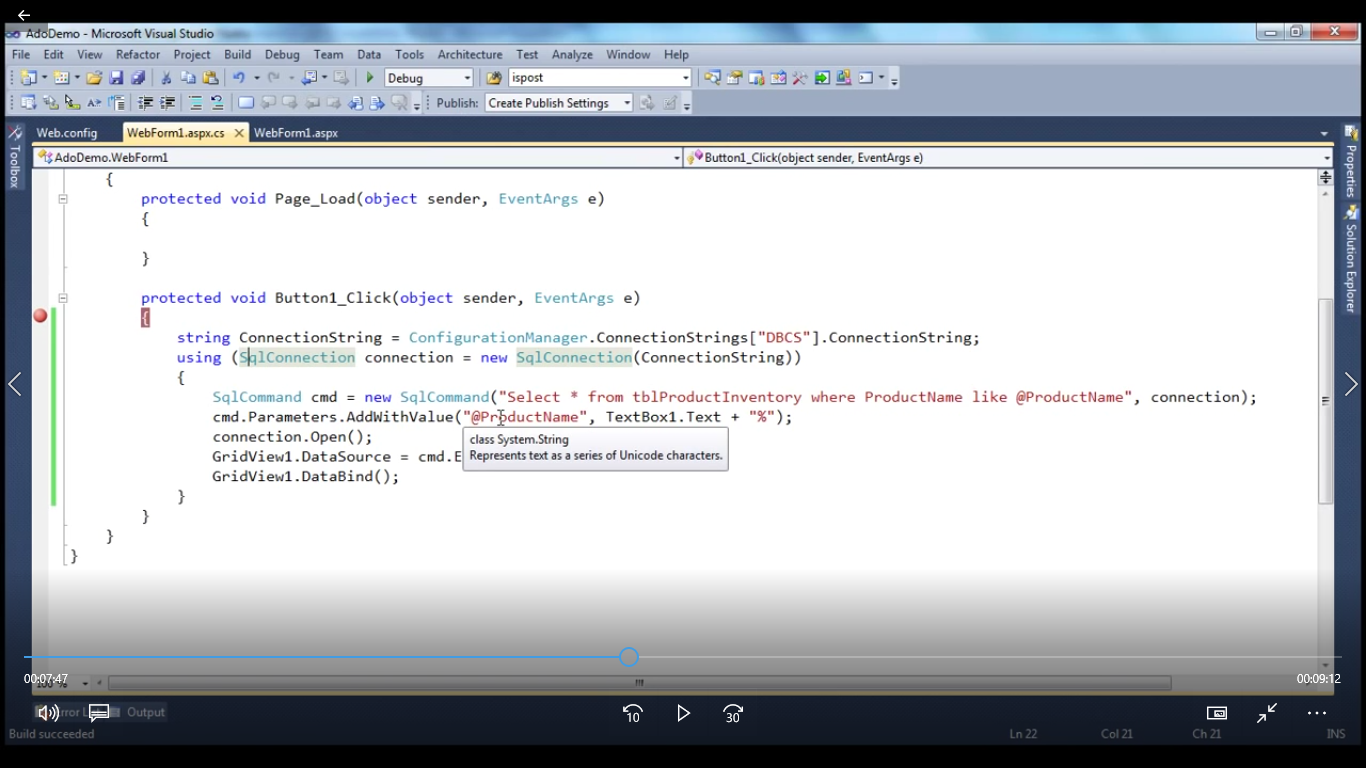 AdoDemo - Microsoft Visual Studio
File Edit View Refactor Project Build Debug Team Data Tools Architecture Test Analyze Window Help
Debug ispost
Publish: Create Publish Settings
Web.config WebForm1.aspx.cs WebForm1.aspx
Toolbox
AdoDemo.WebForm1 Button1_Click(object sender, EventArgs e)
Properties
Solution Explorer
{
protected void Page_Load(object sender, EventArgs e)
{
}
protected void Button1_Click(object sender, EventArgs e)
{
string ConnectionString = ConfigurationManager.ConnectionStrings["DBCS"].ConnectionString;
using (SqlConnection connection = new SqlConnection(ConnectionString))
{
SqlCommand cmd = new SqlCommand("Select * from tblProductInventory where ProductName like @ProductName", connection);
cmd.Parameters.AddWithValue("@ProductName", TextBox1.Text + "%");
connection.Open();
class System.String
GridView1.DataSource = cmd.E
Represents text as a series of Unicode characters.
GridView1.DataBind();
}
}
}
}
00:07:47 00:09:12
Output
10 30
Build succeeded Ln 22 Col 21 Ch 21 INS